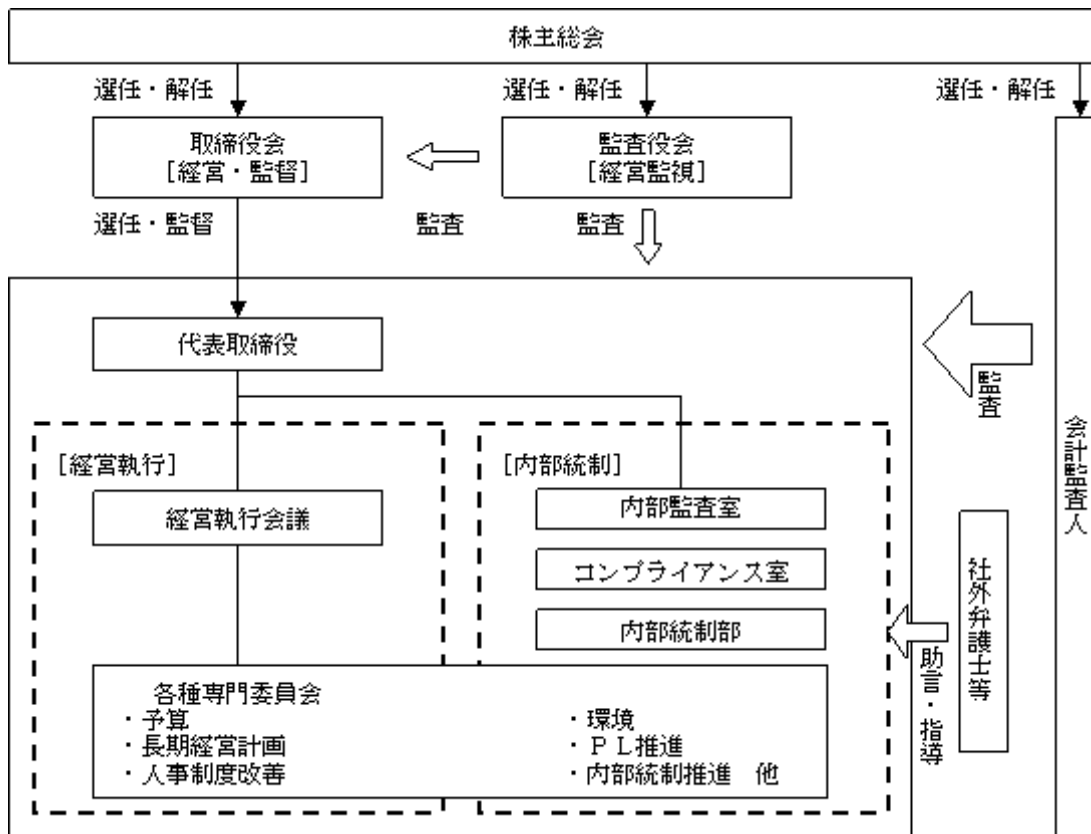 株主総会
選任・解任
選任・解任
選任・解任
取締役会
[経営・監督]
監査役会
[経営監視]
選任・監督
監査
監査
代表取締役
監査
会計監査人
[経営執行]
[内部統制]
経営執行会議
内部監査室
コンプライアンス室
内部統制部
社外弁護士等
助言・指導
各種専門委員会
・予算
・長期経営計画
・人事制度改善
・環境
・ＰＬ推進
・内部統制推進　他